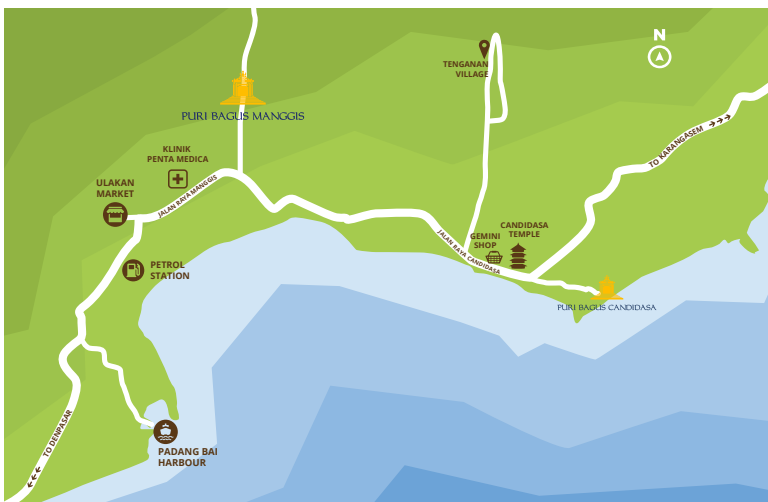 N
TENGANAN
VILLAGE
PURI BAGUS MANGGIS
TO KARANGASEM
KLINIK
PENTA MEDICA
ULAKAN
MARKET
JALAN RAYA MANGGIS
CANDIDASA
TEMPLE
GEMINI
SHOP
JALAN RAYA CANDIDASA
PETROL
STATION
PURI BAGUS CANDIDASA
TO DENPASAR
PADANG BAI
HARBOUR